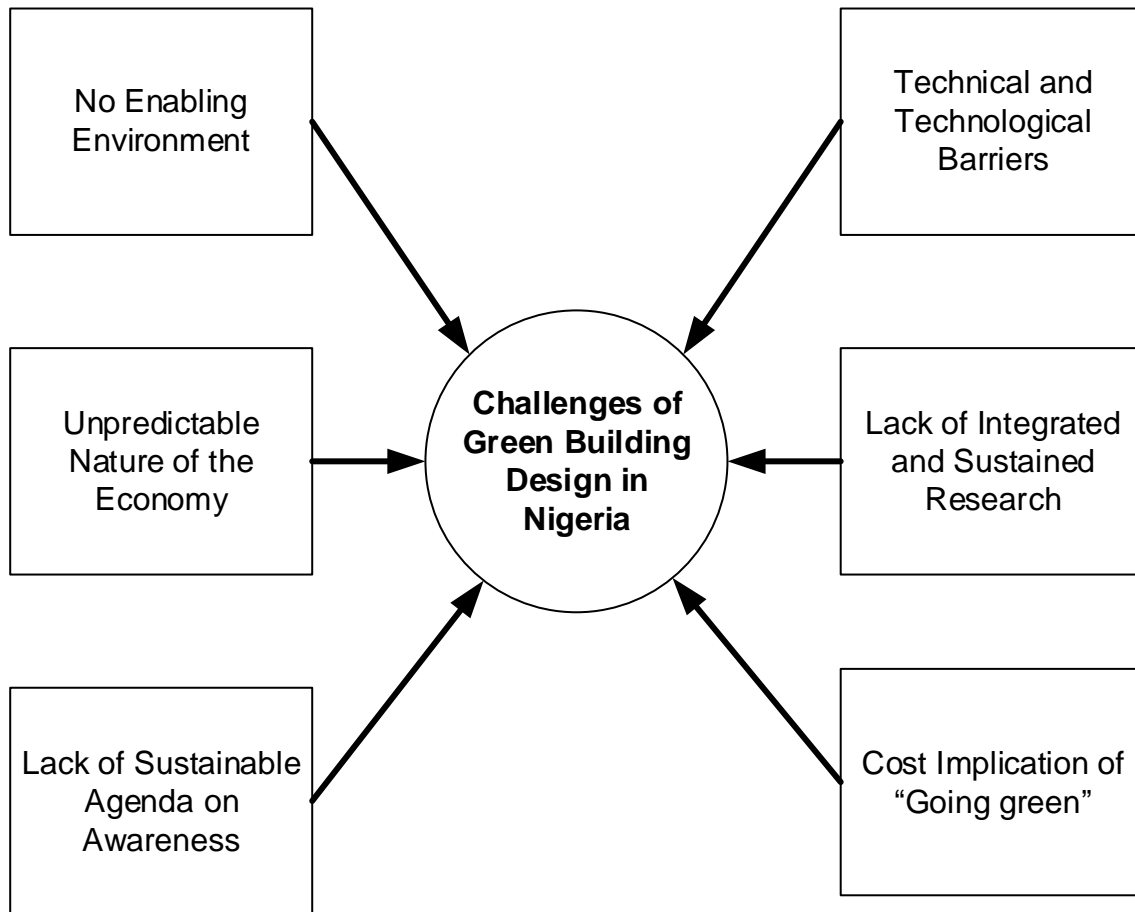 No Enabling
Environment
Technical and
Technological
Barriers
Unpredictable
Nature of the
Economy
Challenges of
Green Building
Design in
Nigeria
Lack of Integrated
and Sustained
Research
Lack of Sustainable
Agenda on
Awareness
Cost Implication of
“Going green”